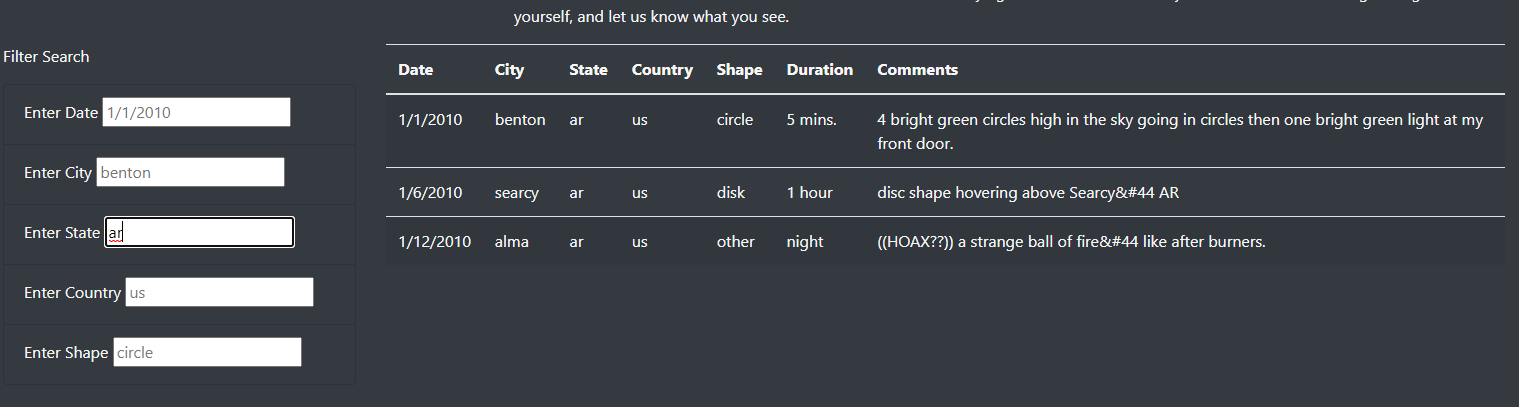 yourself, and let us know what you see.
Filter Search
Enter Date 1/1/2010
Enter City benton
Enter State ar
Enter Country us
Enter Shape circle
Date City State Country Shape Duration Comments
1/1/2010 benton ar us circle 5 mins. 4 bright green circles high in the sky going in circles then one bright green light at my
front door.
1/6/2010 searcy ar us disk 1 hour disc shape hovering above Searcy&#44 AR
1/12/2010 alma ar us other night ((HOAX??)) a strange ball of fire&#44 like after burners.